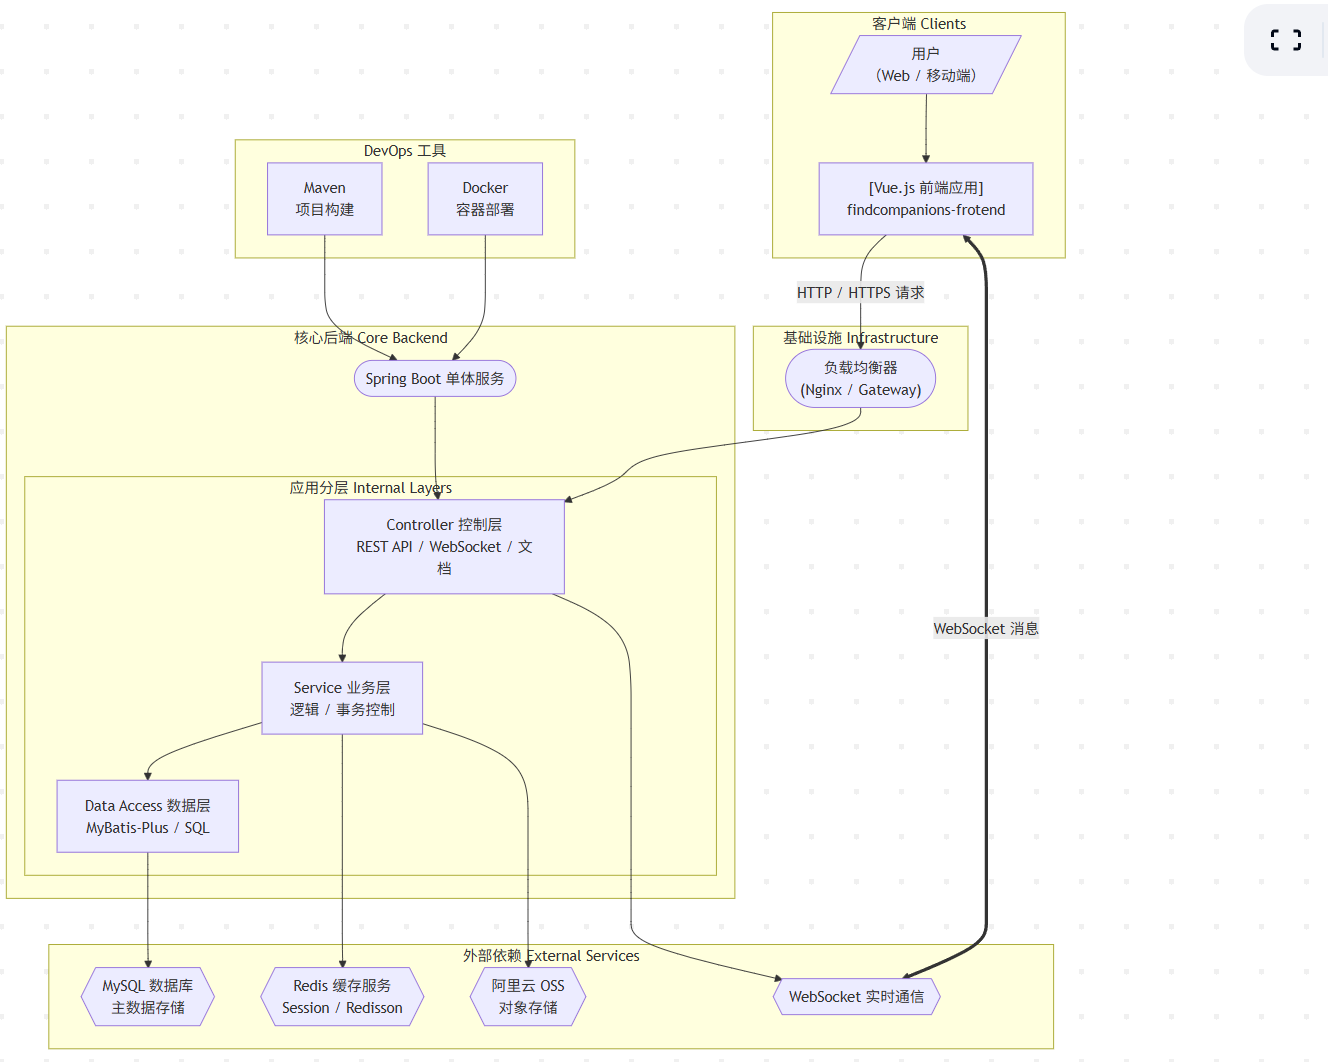 客户端 Clients
用户
（Web / 移动端）
DevOps 工具
Maven
项目构建
Docker
容器部署
[Vue.js 前端应用]
findcompanions-frotend
HTTP / HTTPS 请求
核心后端 Core Backend
基础设施 Infrastructure
Spring Boot 单体服务
负载均衡器
(Nginx / Gateway)
应用分层 Internal Layers
Controller 控制层
REST API / WebSocket / 文
档
WebSocket 消息
Service 业务层
逻辑 / 事务控制
Data Access 数据层
MyBatis-Plus / SQL
外部依赖 External Services
MySQL 数据库
主数据存储
Redis 缓存服务
Session / Redisson
阿里云 OSS
对象存储
WebSocket 实时通信